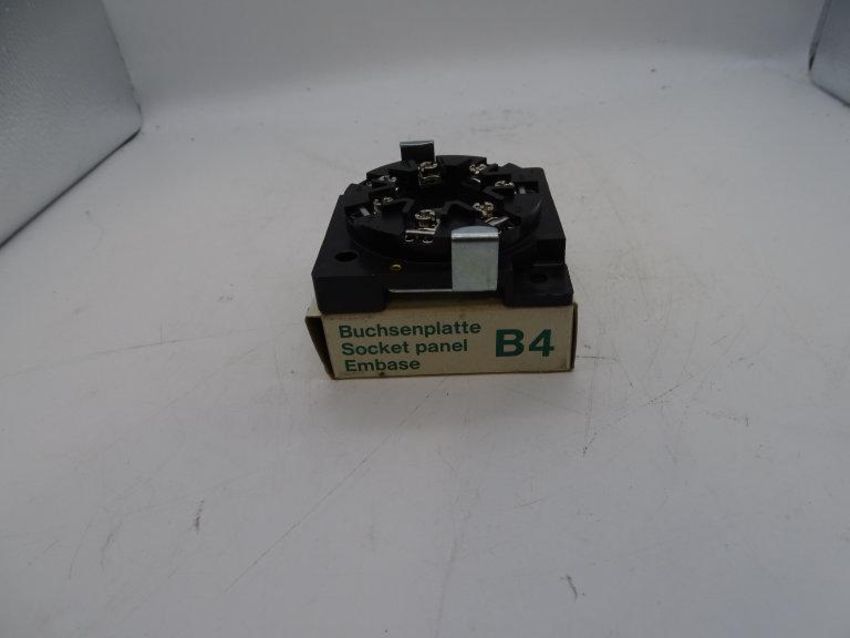 Buchsenplatte
Socket panel
Embase
B4